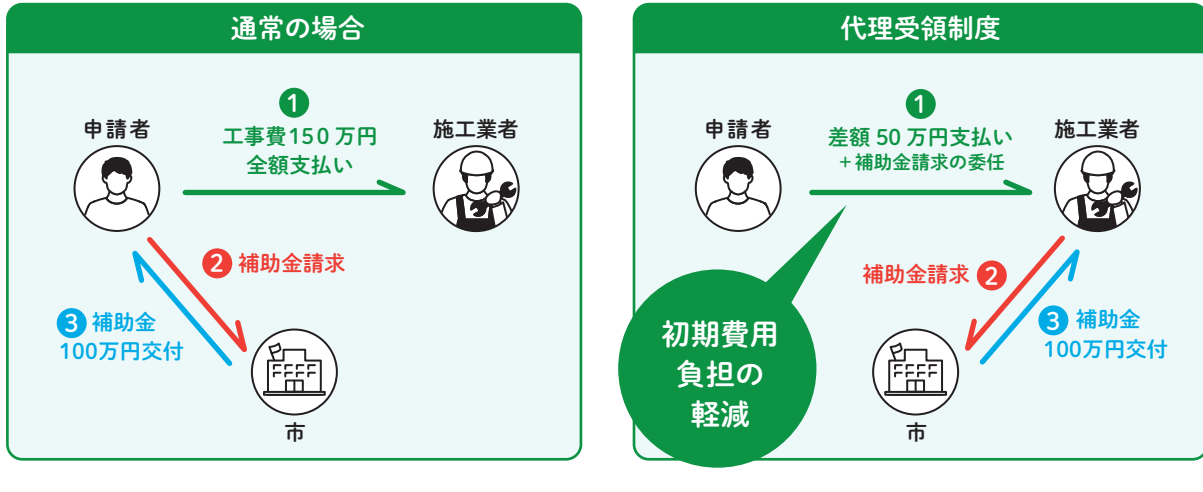 通常の場合
申請者
1
工事費150万円
全額支払い
施工業者
2 補助金請求
3 補助金
100万円交付
市
代理受領制度
申請者
1
差額50万円支払い
+補助金請求の委任
施工業者
補助金請求 2
3 補助金
100万円交付
初期費用
負担の
軽減
市